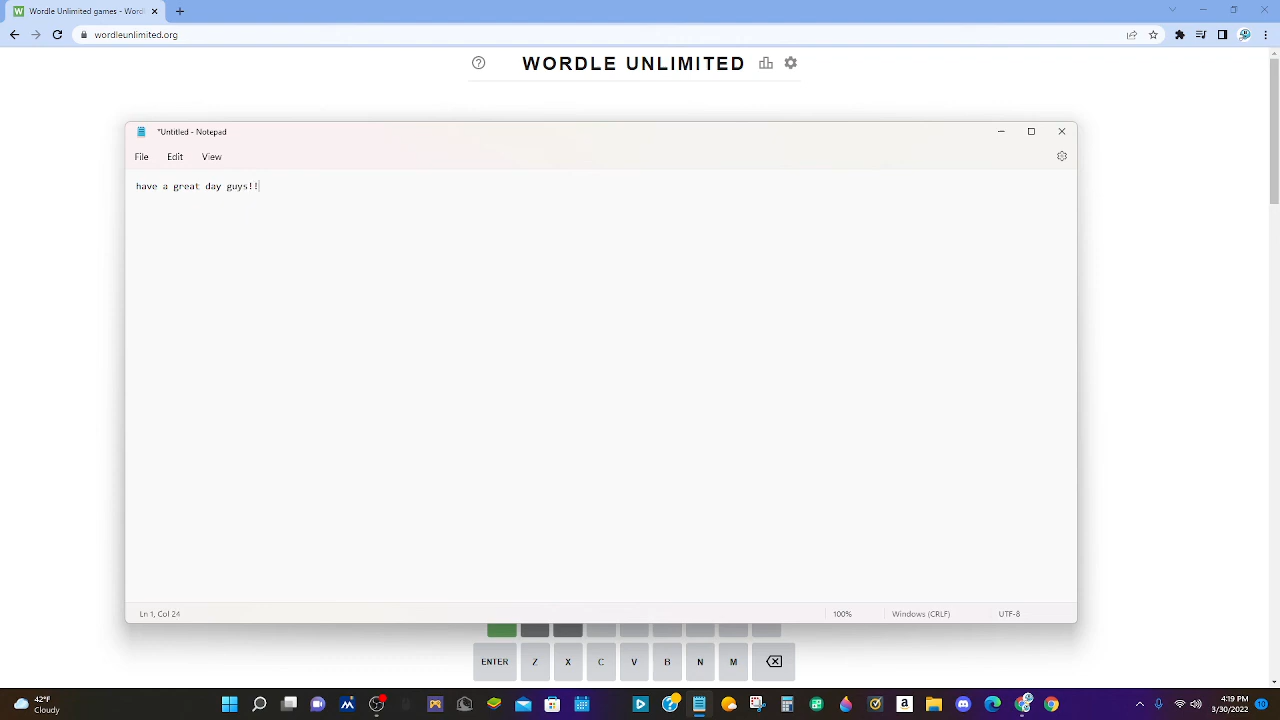 Wordle Unlimited games - Word
wordleunlimited.org
WORDLE UNLIMITED
*Untitled - Notepad
File Edit View
have a great day guys!!
Ln 1, Col 24 100% Windows (CRLF) UTF-8
ENTER Z X C V B N M
42°F
Cloudy
4:39 PM
3/30/2022